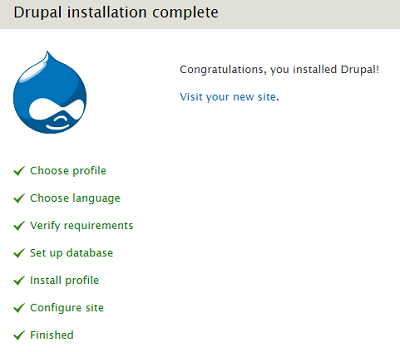 Drupal installation complete
Congratulations, you installed Drupal!
Visit your new site.
Choose profile
Choose language
Verify requirements
Set up database
Install profile
Configure site
Finished